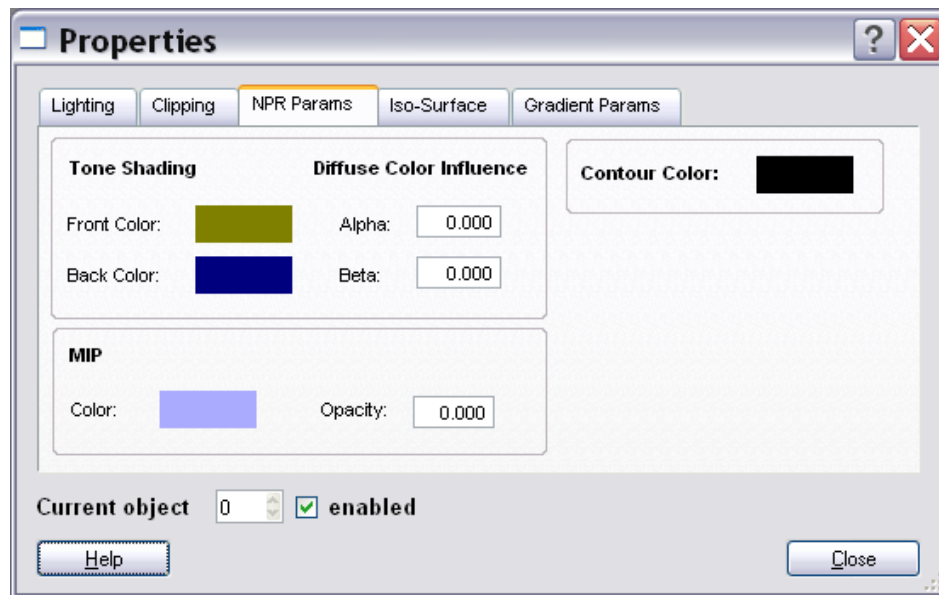 Properties
Lighting Clipping NPR Params Iso-Surface Gradient Params
Tone Shading Diffuse Color Influence
Contour Color:
Front Color: Alpha: 0.000
Back Color: Beta: 0.000
MIP
Color: Opacity: 0.000
Current object 0 enabled
Help Close